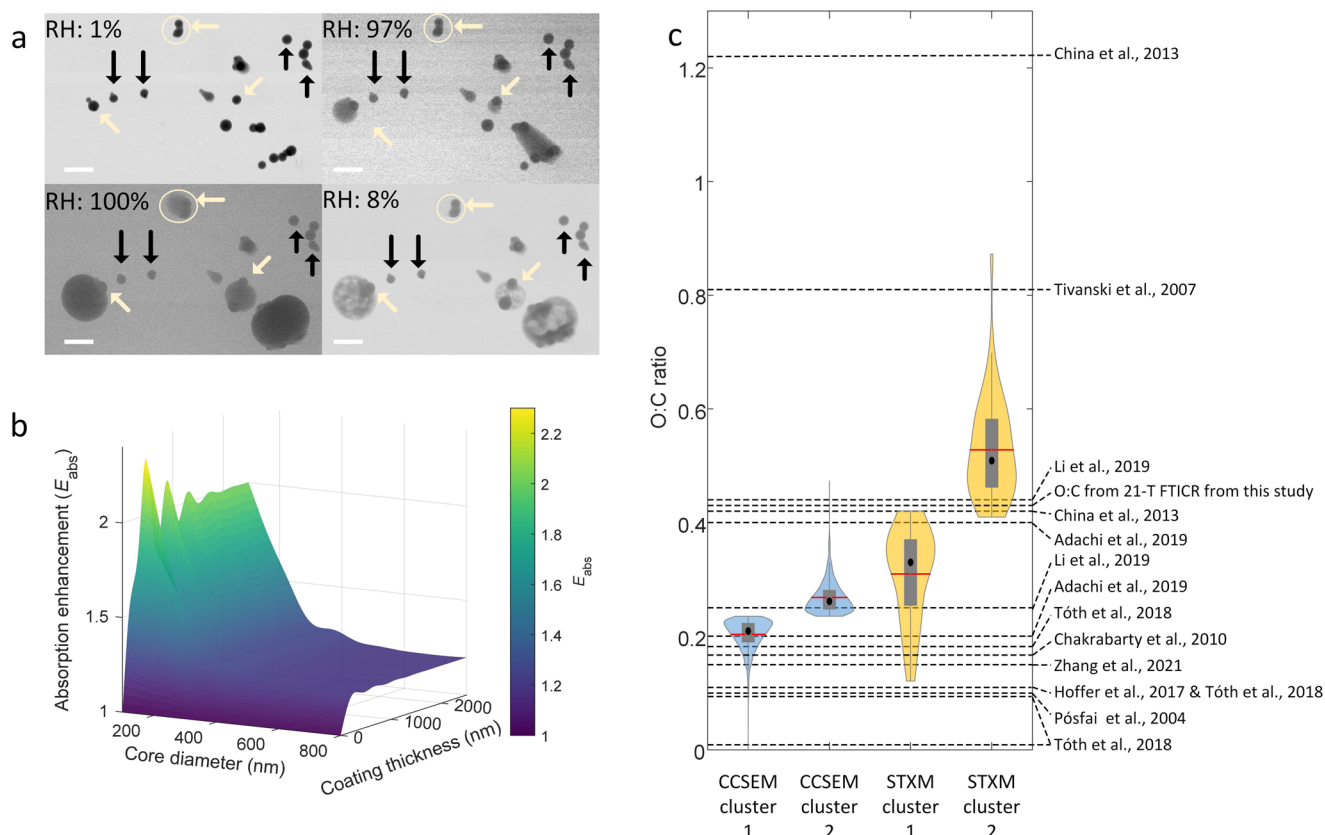 a
RH: 1%
RH: 97%
RH: 100%
RH: 8%
b
Absorption enhancement (E_abs)
2
1.5
1
200
400
600
800
Core diameter (nm)
0
1000
2000
Coating thickness (nm)
2.2
2
1.8
1.6
1.4
1.2
1
E_abs
c
O:C ratio
1.2
1
0.8
0.6
0.4
0.2
0
CCSEM
cluster
1
CCSEM
cluster
2
STXM
cluster
1
STXM
cluster
2
China et al., 2013
Tivanski et al., 2007
Li et al., 2019
O:C from 21-T FTICR from this study
China et al., 2013
Adachi et al., 2019
Li et al., 2019
Adachi et al., 2019
Tóth et al., 2018
Chakrabarty et al., 2010
Zhang et al., 2021
Hoffer et al., 2017 & Tóth et al., 2018
Pósfai et al., 2004
Tóth et al., 2018